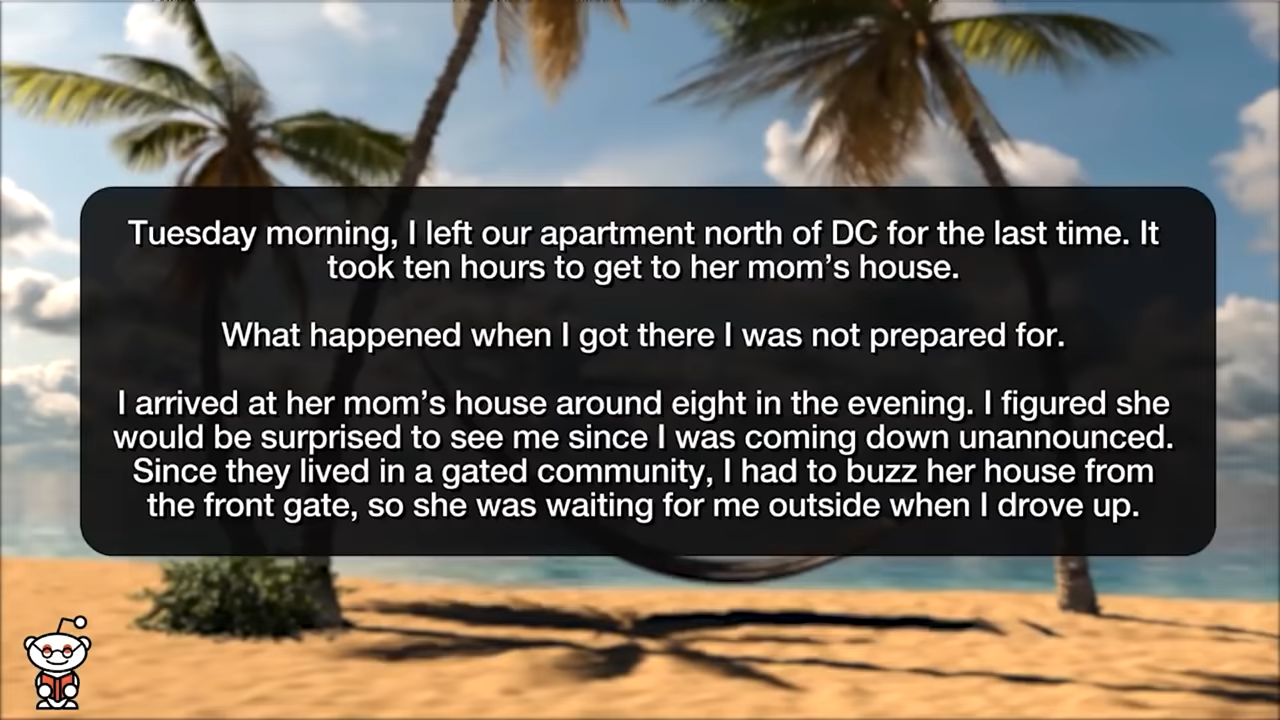 Tuesday morning, I left our apartment north of DC for the last time. It
took ten hours to get to her mom’s house.
What happened when I got there I was not prepared for.
I arrived at her mom’s house around eight in the evening. I figured she
would be surprised to see me since I was coming down unannounced.
Since they lived in a gated community, I had to buzz her house from
the front gate, so she was waiting for me outside when I drove up.